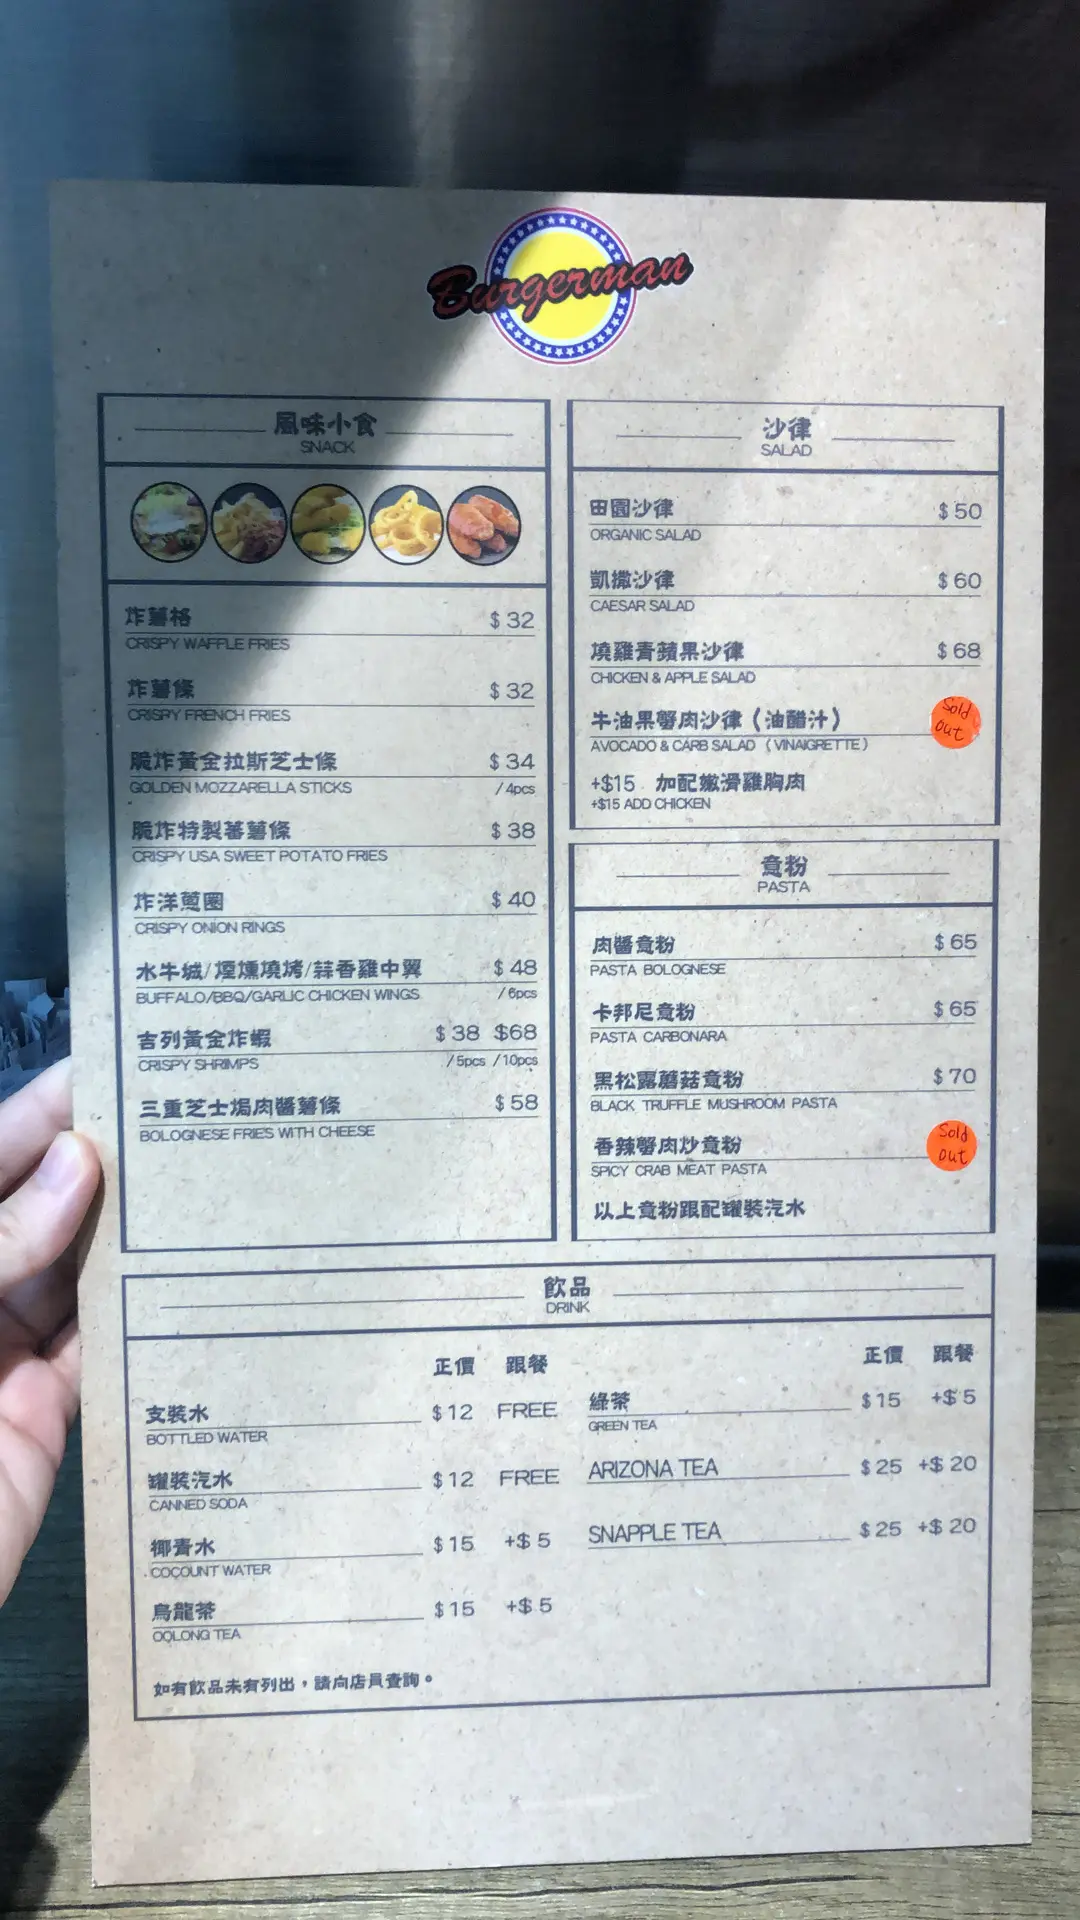 Burgerman
風味小食
SNACK
炸薯格 $ 32
CRISPY WAFFLE FRIES
炸薯條 $ 32
CRISPY FRENCH FRIES
脆炸黃金拉斯芝士條 $ 34
GOLDEN MOZZARELLA STICKS / 4pcs
脆炸特製蕃薯條 $ 38
CRISPY USA SWEET POTATO FRIES
炸洋蔥圈 $ 40
CRISPY ONION RINGS
水牛城/煙燻燒烤/蒜香雞中翼 $ 48
BUFFALO/BBQ/GARLIC CHICKEN WINGS / 6pcs
吉列黃金炸蝦 $ 38 $68
CRISPY SHRIMPS / 5pcs / 10pcs
三重芝士焗肉醬薯條 $ 58
BOLOGNESE FRIES WITH CHEESE
沙律
SALAD
田園沙律 $ 50
ORGANIC SALAD
凱撒沙律 $ 60
CAESAR SALAD
燒雞青蘋果沙律 $ 68
CHICKEN & APPLE SALAD
牛油果蟹肉沙律（油醋汁） Sold out
AVOCADO & CARB SALAD （VINAIGRETTE）
+$15 加配嫩滑雞胸肉
+$15 ADD CHICKEN
意粉
PASTA
肉醬意粉 $ 65
PASTA BOLOGNESE
卡邦尼意粉 $ 65
PASTA CARBONARA
黑松露蘑菇意粉 $ 70
BLACK TRUFFLE MUSHROOM PASTA
香辣蟹肉炒意粉 Sold out
SPICY CRAB MEAT PASTA
以上意粉跟配罐裝汽水
飲品
DRINK
正價 跟餐
支裝水 $ 12 FREE
BOTTLED WATER
罐裝汽水 $ 12 FREE
CANNED SODA
椰青水 $ 15 +$ 5
COCOUNT WATER
烏龍茶 $ 15 +$ 5
OOLONG TEA
正價 跟餐
綠茶 $ 15 +$ 5
GREEN TEA
ARIZONA TEA $ 25 +$ 20
SNAPPLE TEA $ 25 +$ 20
如有飲品未有列出，請向店員查詢。